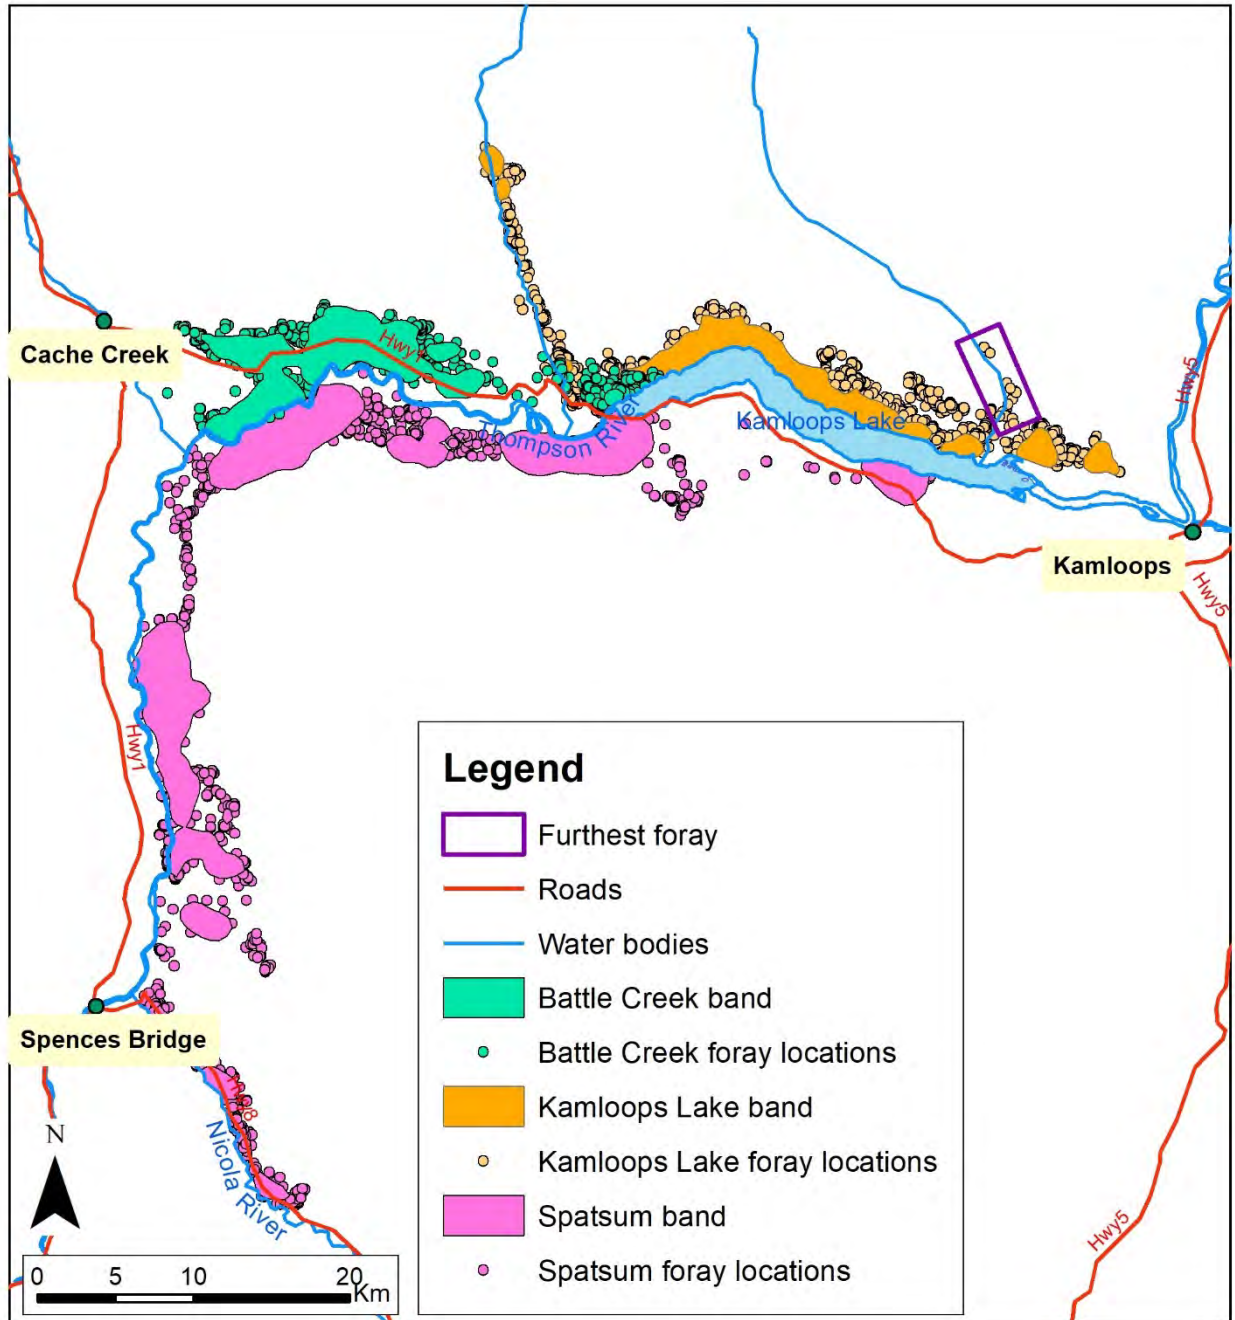 Cache Creek
Hwy1
Thompson River
Kamloops Lake
Hwy5
Kamloops
Hwy5
Hwy1
Spences Bridge
Hwy8
Nicola River
N
0 5 10 20
Km
Legend
Furthest foray
Roads
Water bodies
Battle Creek band
Battle Creek foray locations
Kamloops Lake band
Kamloops Lake foray locations
Spatsum band
Spatsum foray locations
Hwy5